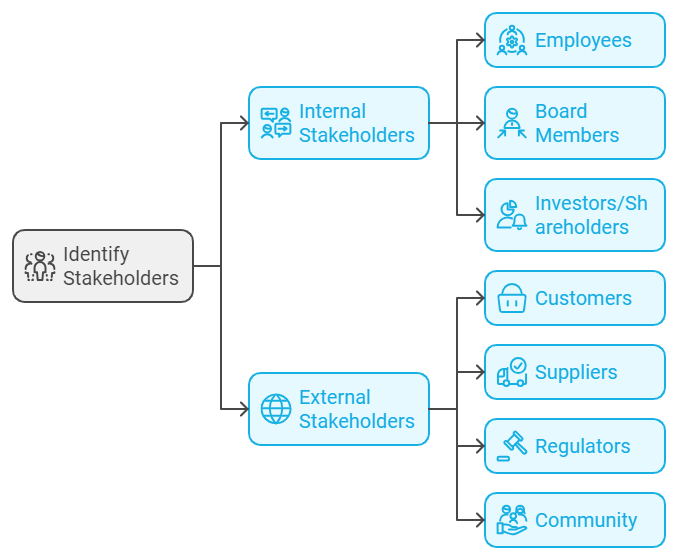 Identify
Stakeholders
Internal
Stakeholders
Employees
Board
Members
Investors/Sh
areholders
External
Stakeholders
Customers
Suppliers
Regulators
Community